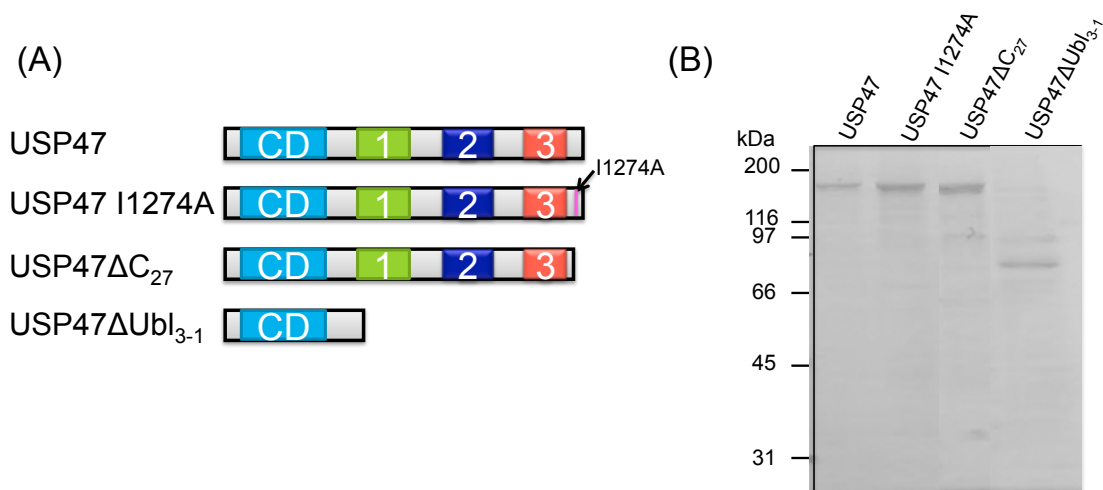 (A)
USP47 CD 1 2 3
I1274A
USP47 I1274A CD 1 2 3
USP47ΔC₂₇ CD 1 2 3
USP47ΔUbl₃₋₁ CD
(B)
USP47
USP47 I1274A
USP47ΔC₂₇
USP47ΔUbl₃₋₁
kDa
200
116
97
66
45
31